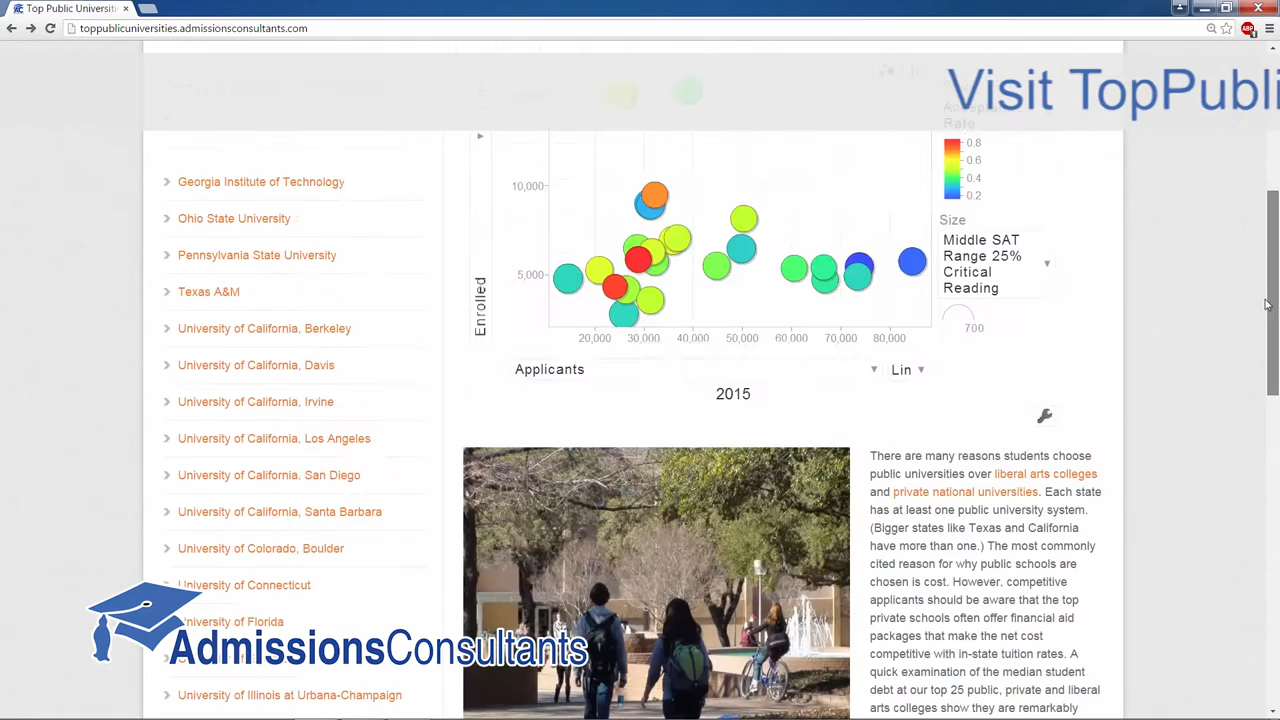 Top Public Universiti
toppublicuniversities.admissionsconsultants.com
Visit TopPubli
Rate
0.8
0.6
0.4
0.2
10,000
5,000
Enrolled
20,000 30,000 40,000 50,000 60,000 70,000 80,000
Applicants
Lin
2015
Size
Middle SAT
Range 25%
Critical
Reading
700
Georgia Institute of Technology
Ohio State University
Pennsylvania State University
Texas A&M
University of California, Berkeley
University of California, Davis
University of California, Irvine
University of California, Los Angeles
University of California, San Diego
University of California, Santa Barbara
University of Colorado, Boulder
University of Connecticut
University of Florida
University of Illinois at Urbana-Champaign
AdmissionsConsultants
There are many reasons students choose
public universities over liberal arts colleges
and private national universities. Each state
has at least one public university system.
(Bigger states like Texas and California
have more than one.) The most commonly
cited reason for why public schools are
chosen is cost. However, competitive
applicants should be aware that the top
private schools often offer financial aid
packages that make the net cost
competitive with in-state tuition rates. A
quick examination of the median student
debt at our top 25 public, private and liberal
arts colleges show they are remarkably